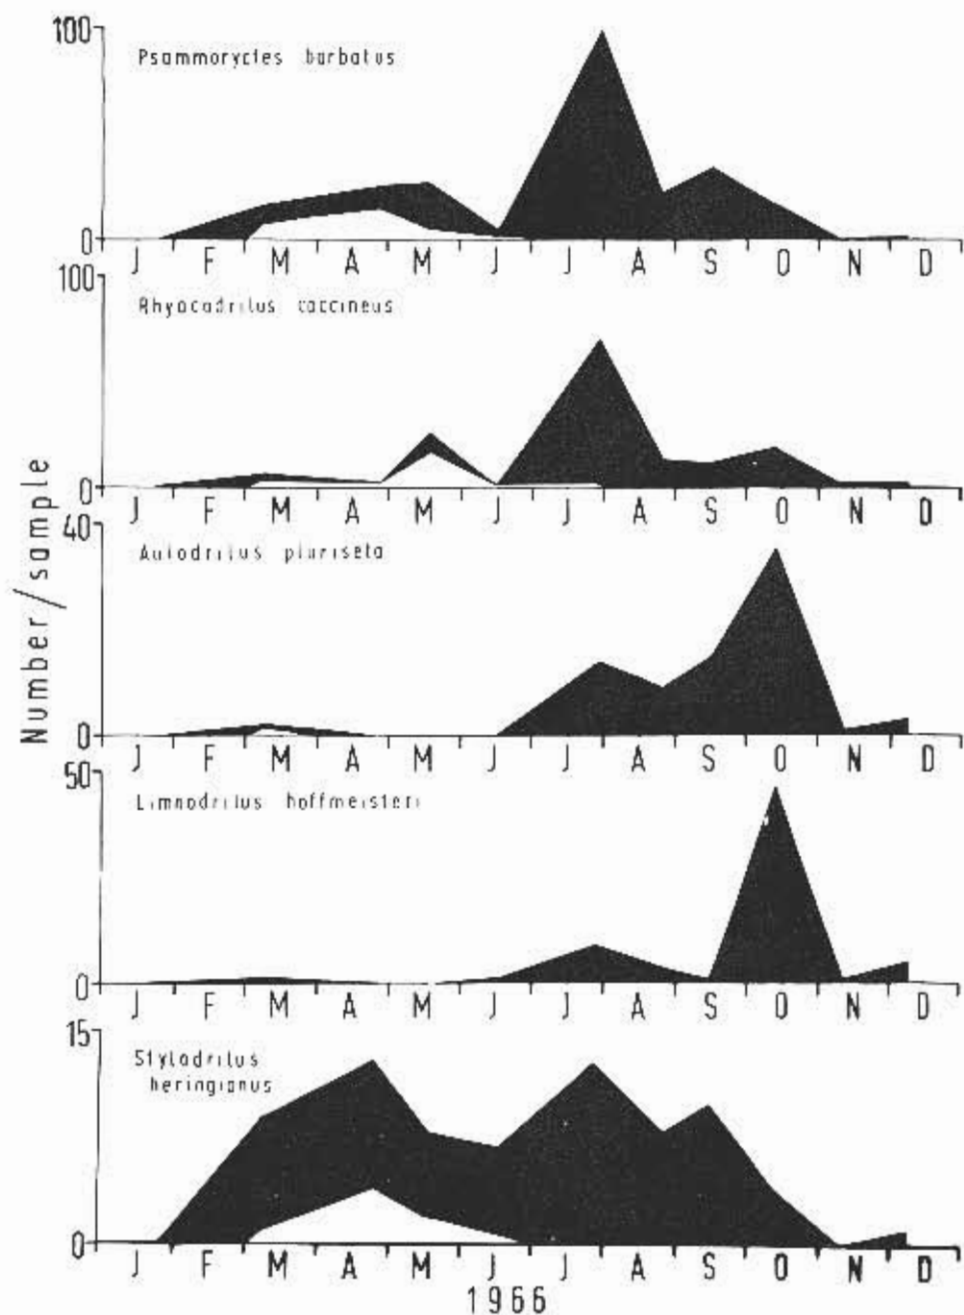 100
Psammoryctes barbatus
0
J F M A M J J A S O N D
100
Rhyacodrilus coccineus
0
J F M A M J J A S O N D
40
Aulodrilus pluriseta
0
J F M A M J J A S O N D
50
Limnodrilus hoffmeisteri
0
J F M A M J J A S O N D
15
Stylodrilus
heringianus
0
J F M A M J J A S O N D
1966
Number/sample